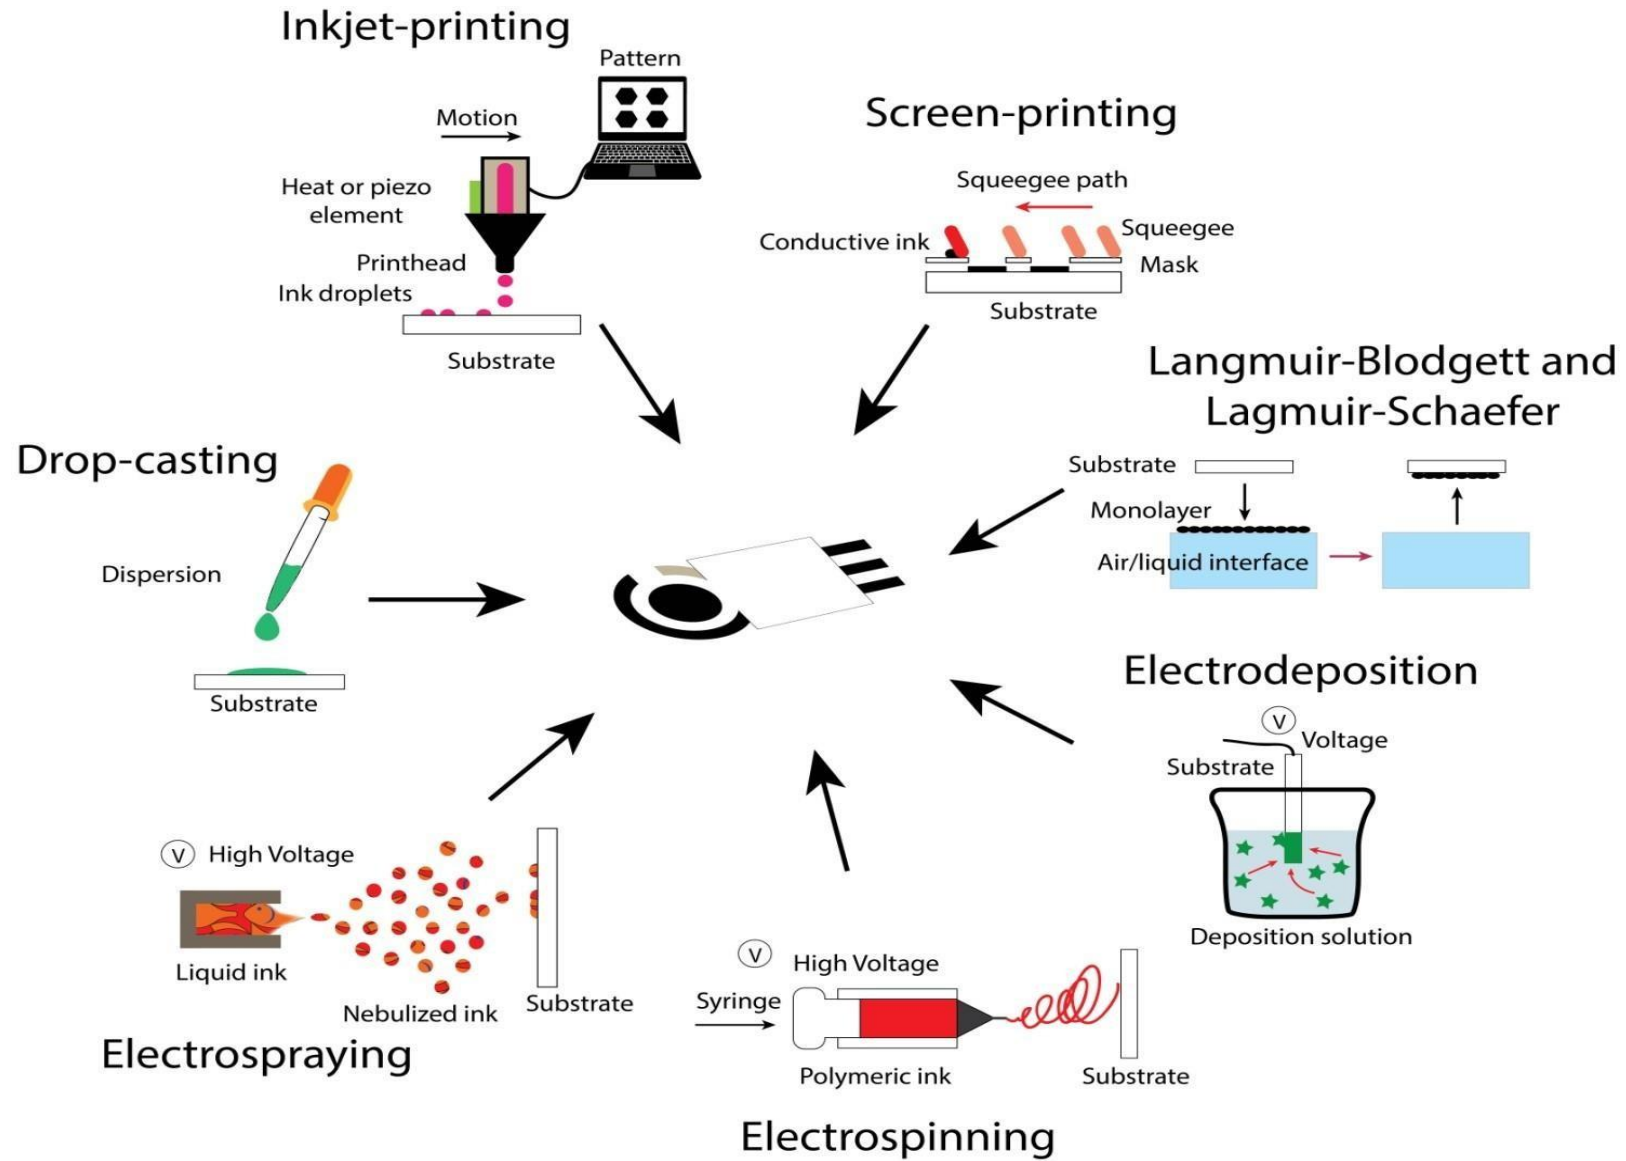 Inkjet-printing
Pattern
Motion
Heat or piezo
element
Printhead
Ink droplets
Substrate
Screen-printing
Squeegee path
Squeegee
Conductive ink
Mask
Substrate
Langmuir-Blodgett and
Lagmuir-Schaefer
Substrate
Monolayer
Air/liquid interface
Drop-casting
Dispersion
Substrate
Electrodeposition
V
Voltage
Substrate
Deposition solution
V High Voltage
Liquid ink
Nebulized ink
Substrate
Electrospraying
V
High Voltage
Syringe
Polymeric ink
Substrate
Electrospinning